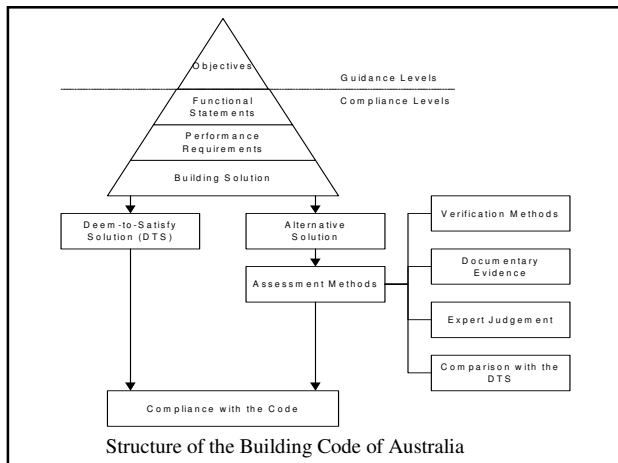 Objectives
Guidance Levels
Compliance Levels
Functional
Statements
Performance
Requirements
Building Solution
Deem-to-Satisfy
Solution (DTS)
Alternative
Solution
Assessment Methods
Verification Methods
Documentary
Evidence
Expert Judgement
Comparison with the
DTS
Compliance with the Code
Structure of the Building Code of Australia